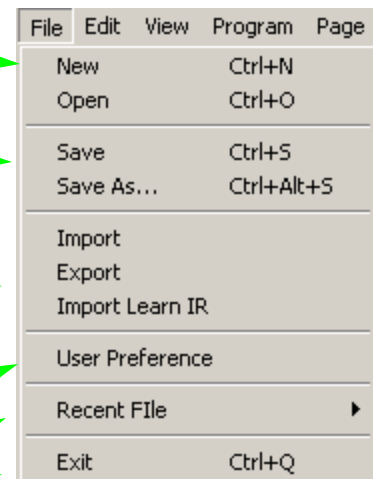 File Edit View Program Page
New Ctrl+N
Open Ctrl+O
Save Ctrl+S
Save As... Ctrl+Alt+S
Import
Export
Import Learn IR
User Preference
Recent FIle
Exit Ctrl+Q